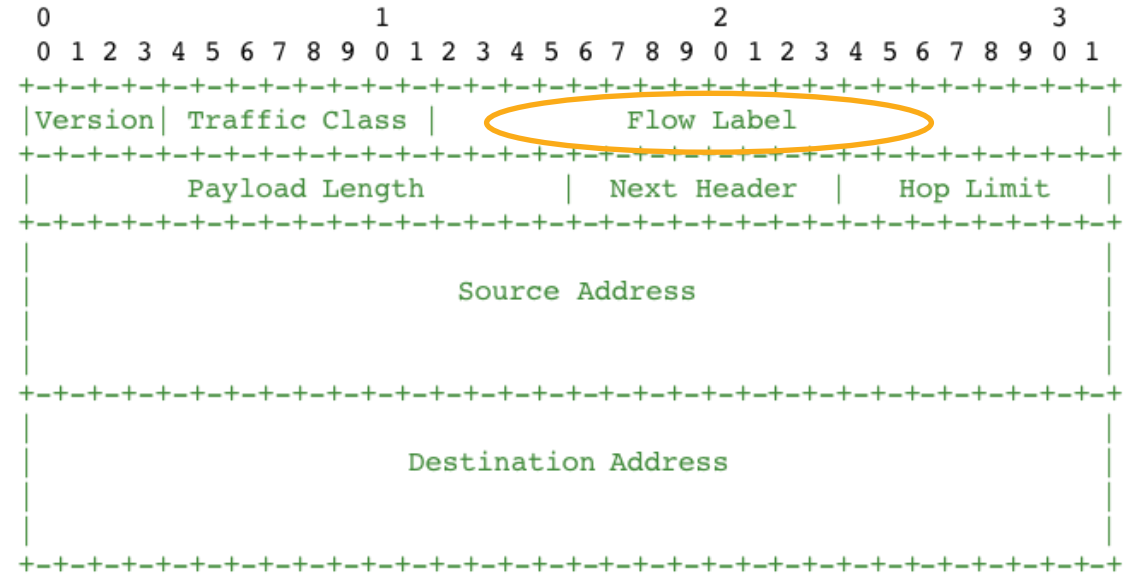 0                   1                   2                   3
0 1 2 3 4 5 6 7 8 9 0 1 2 3 4 5 6 7 8 9 0 1 2 3 4 5 6 7 8 9 0 1
+-+-+-+-+-+-+-+-+-+-+-+-+-+-+-+-+-+-+-+-+-+-+-+-+-+-+-+-+-+-+-+-+
|Version| Traffic Class |           Flow Label                  |
+-+-+-+-+-+-+-+-+-+-+-+-+-+-+-+-+-+-+-+-+-+-+-+-+-+-+-+-+-+-+-+-+
|         Payload Length        |  Next Header  |   Hop Limit   |
+-+-+-+-+-+-+-+-+-+-+-+-+-+-+-+-+-+-+-+-+-+-+-+-+-+-+-+-+-+-+-+-+
|                                                               |
|                         Source Address                        |
|                                                               |
|                                                               |
+-+-+-+-+-+-+-+-+-+-+-+-+-+-+-+-+-+-+-+-+-+-+-+-+-+-+-+-+-+-+-+-+
|                                                               |
|                      Destination Address                      |
|                                                               |
|                                                               |
+-+-+-+-+-+-+-+-+-+-+-+-+-+-+-+-+-+-+-+-+-+-+-+-+-+-+-+-+-+-+-+-+